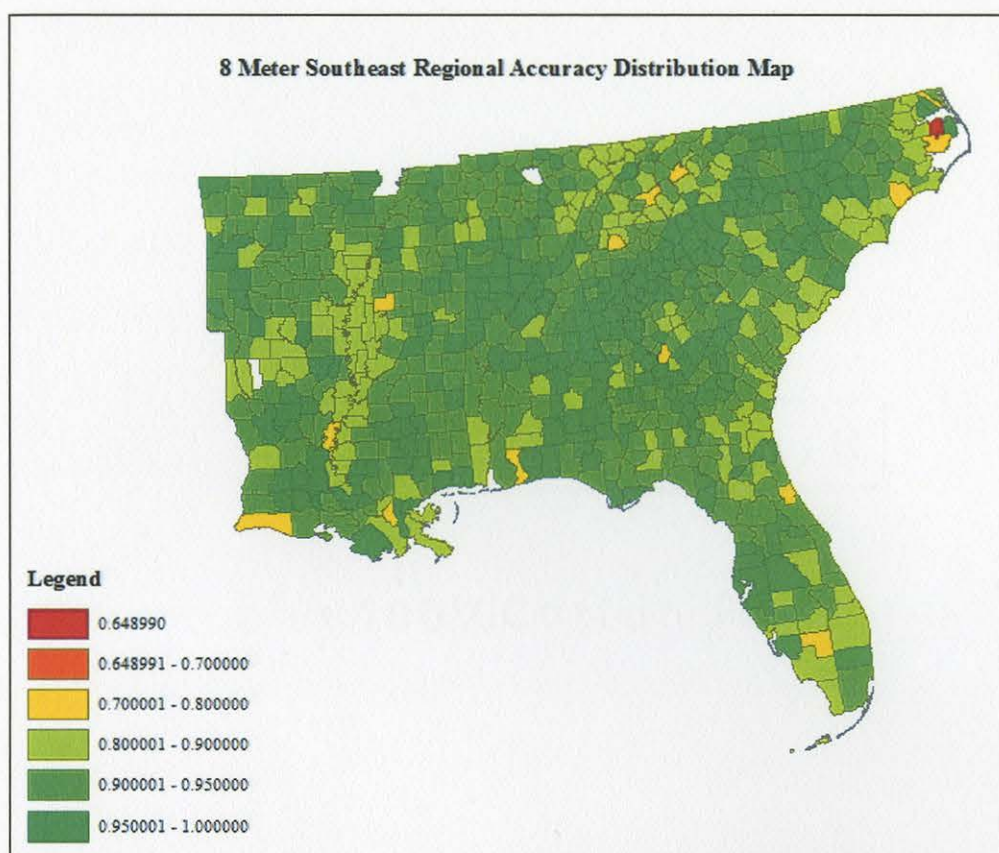 8 Meter Southeast Regional Accuracy Distribution Map
Legend
0.648990
0.648991 - 0.700000
0.700001 - 0.800000
0.800001 - 0.900000
0.900001 - 0.950000
0.950001 - 1.000000